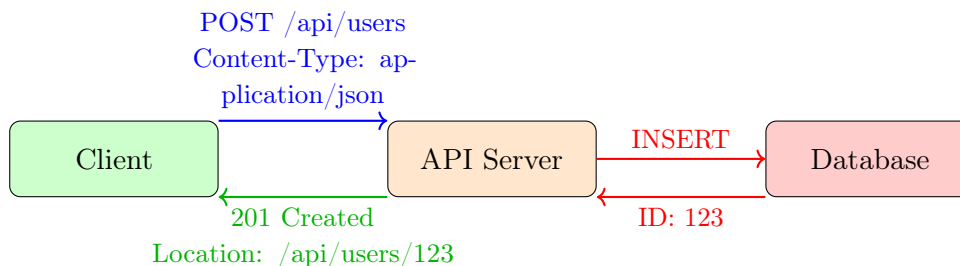 POST /api/users
Content-Type: ap-
plication/json
Client
API Server
INSERT
Database
201 Created
Location: /api/users/123
ID: 123